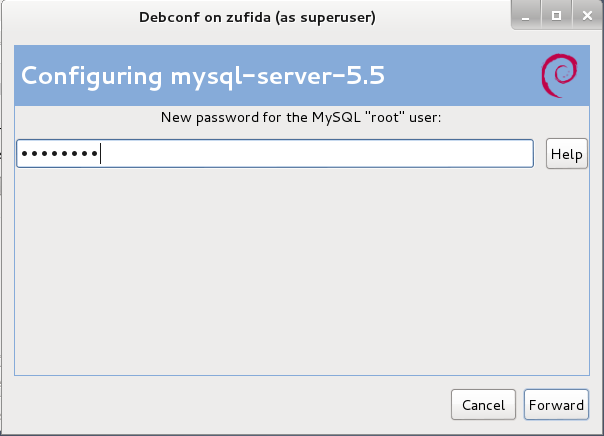 Debconf on zufida (as superuser)
Configuring mysql-server-5.5
New password for the MySQL "root" user:
••••••••
Help
Cancel
Forward